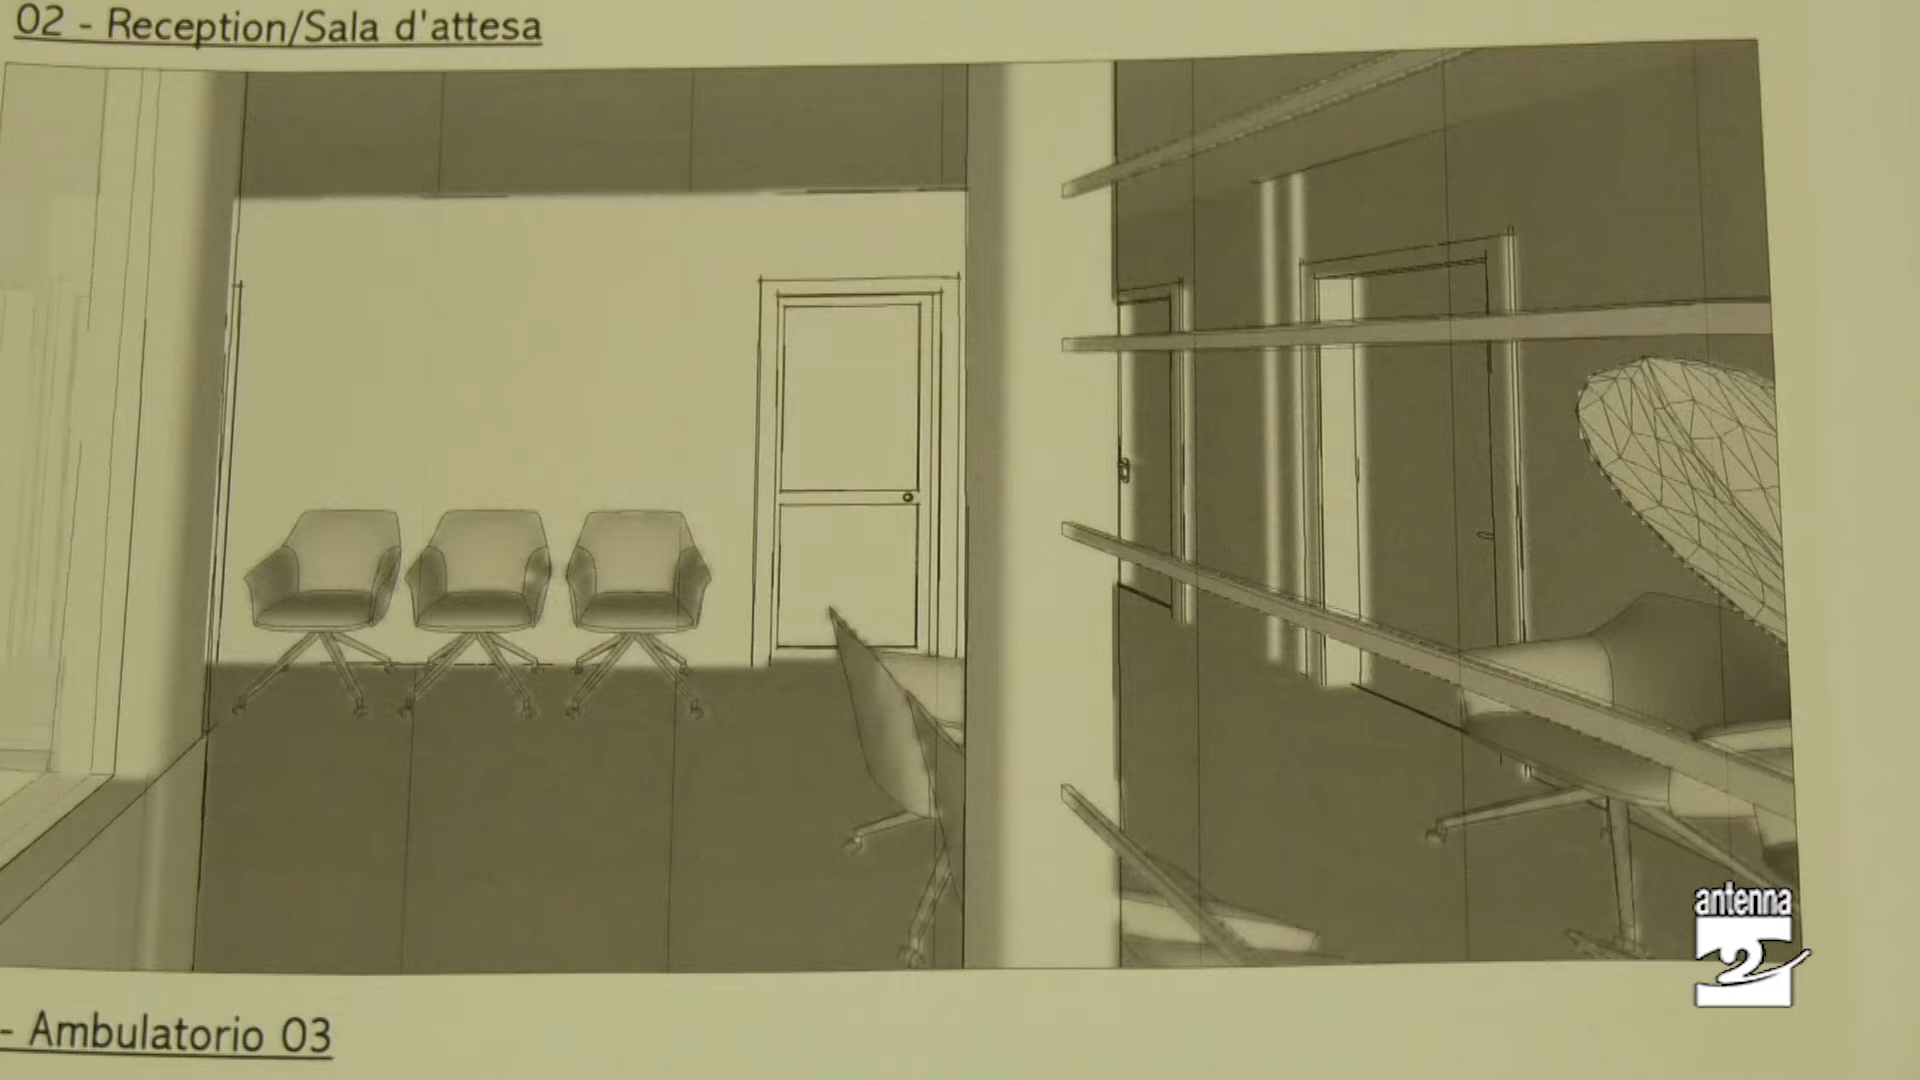 02 - Reception/Sala d'attesa
- Ambulatorio 03
antenna
2